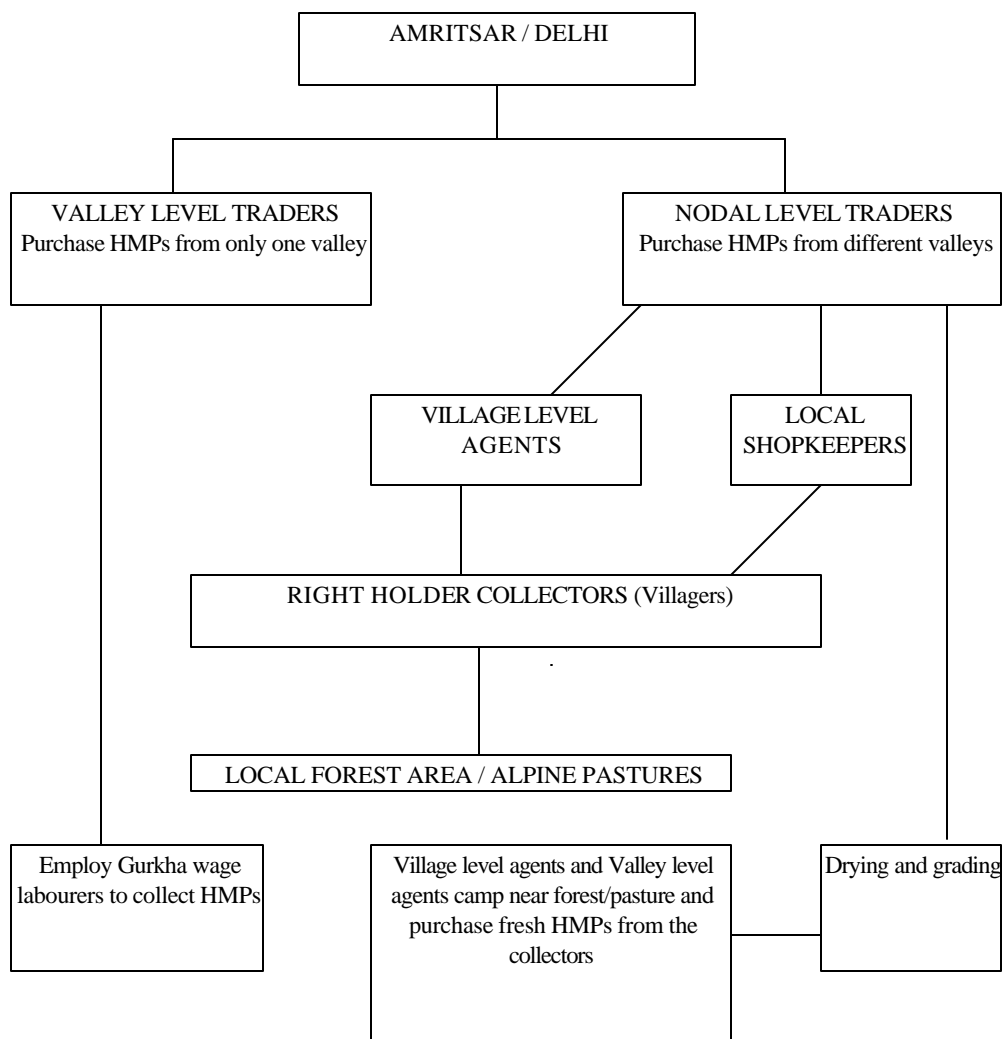 AMRITSAR / DELHI
VALLEY LEVEL TRADERS
Purchase HMPs from only one valley
NODAL LEVEL TRADERS
Purchase HMPs from different valleys
VILLAGE LEVEL
AGENTS
LOCAL
SHOPKEEPERS
RIGHT HOLDER COLLECTORS (Villagers)
.
LOCAL FOREST AREA / ALPINE PASTURES
Employ Gurkha wage
labourers to collect HMPs
Village level agents and Valley level
agents camp near forest/pasture and
purchase fresh HMPs from the
collectors
Drying and grading